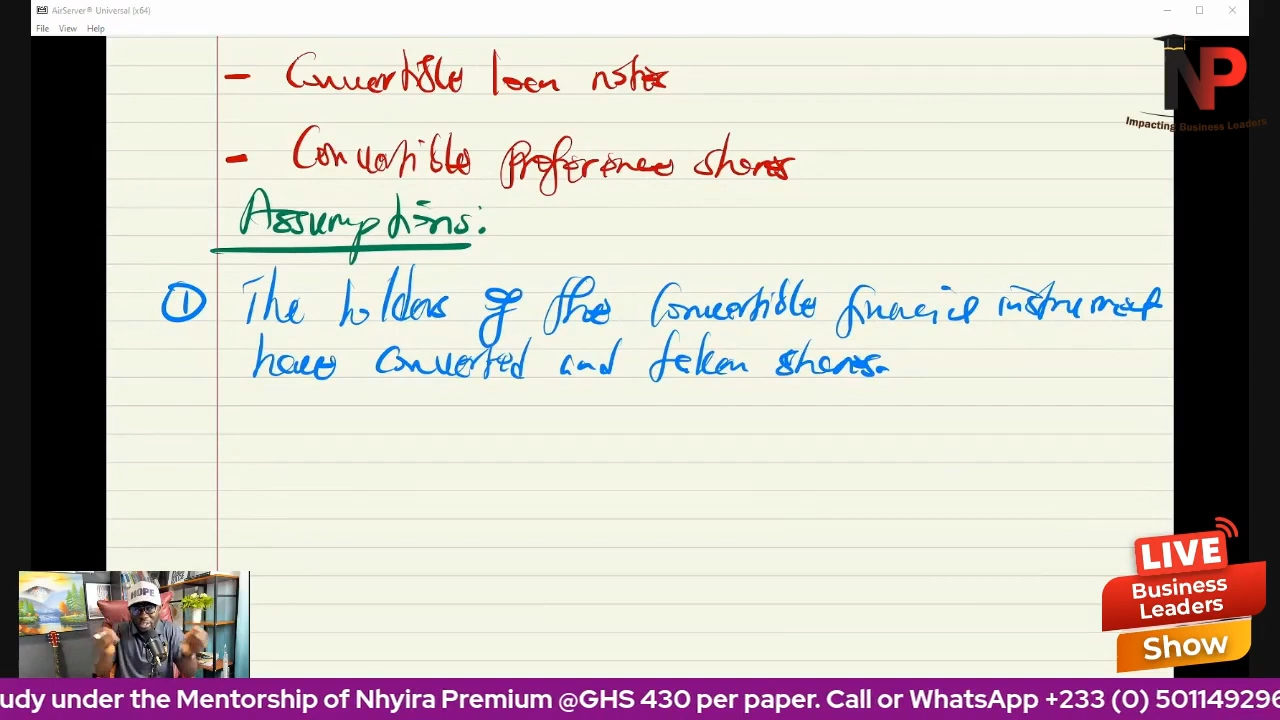 AirServer® Universal (x64)
File View Help
- Convertible loan notes
- Convertible preference shares
Assumptions:
① The holders of the convertible financial instrument
have converted and taken shares.
NP
Impacting Business Leaders
HOPE
LIVE
Business
Leaders
Show
udy under the Mentorship of Nhyira Premium @GHS 430 per paper. Call or WhatsApp +233 (0) 501149296